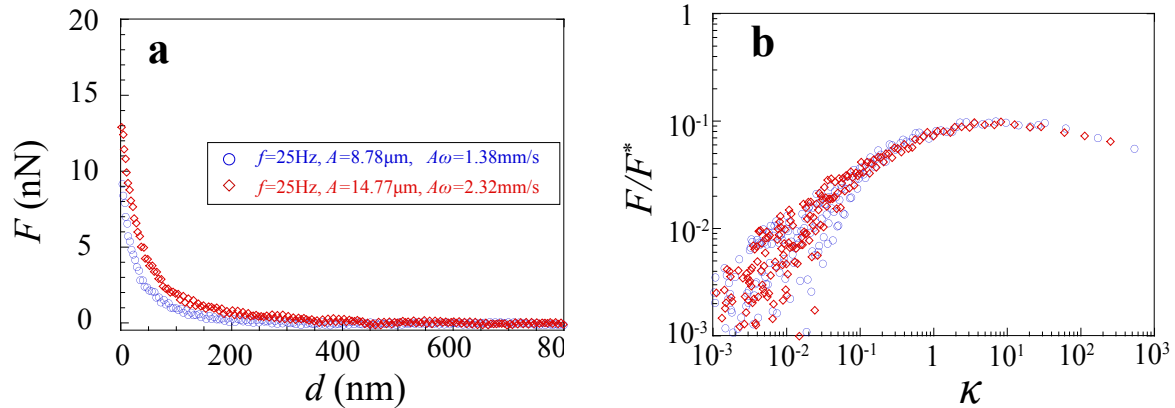 a
20
15
10
5
0
F (nN)
f=25Hz, A=8.78μm, Aω=1.38mm/s
f=25Hz, A=14.77μm, Aω=2.32mm/s
0 200 400 600 80
d (nm)
b
1
10⁻¹
10⁻²
10⁻³
F/F*
10⁻³ 10⁻² 10⁻¹ 1 10¹ 10² 10³
κ